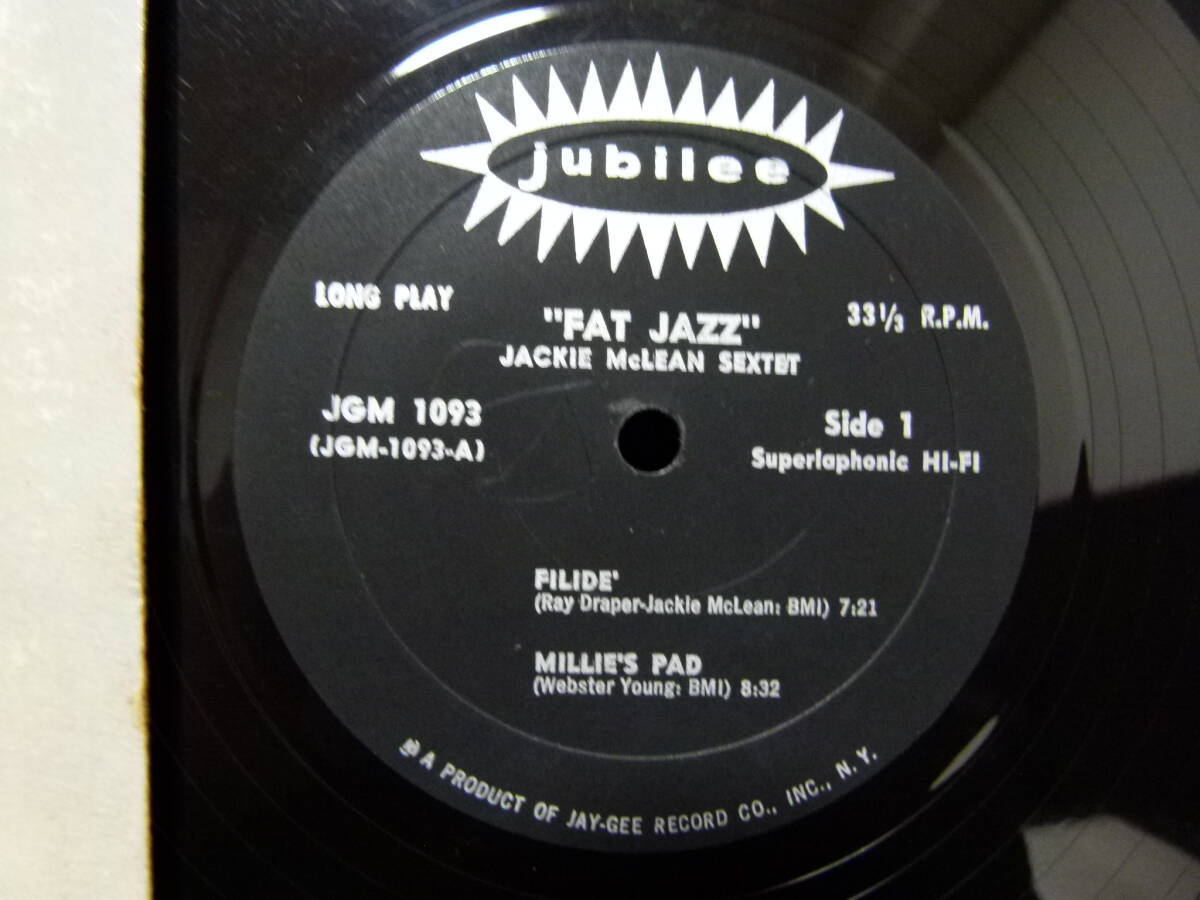 jubilee
LONG PLAY
33 1/3 R.P.M.
"FAT JAZZ"
JACKIE McLEAN SEXTET
JGM 1093
(JGM-1093-A)
Side 1
Superlaphonic HI-FI
FILIDE'
(Ray Draper-Jackie McLean: BMI) 7:21
MILLIE'S PAD
(Webster Young: BMI) 8:32
A PRODUCT OF JAY-GEE RECORD CO., INC., N. Y.